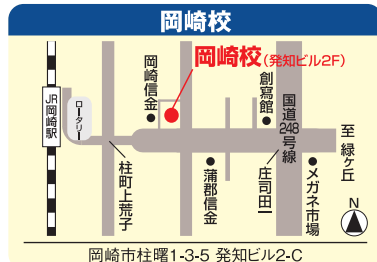 岡崎校
岡崎校(発知ビル2F)
岡崎信金
創寫館
国道248号線
至 緑ヶ丘
JR岡崎駅
ロータリー
柱町上荒子
蒲郡信金
庄司田一
メガネ市場
N
岡崎市柱曙1-3-5 発知ビル2-C